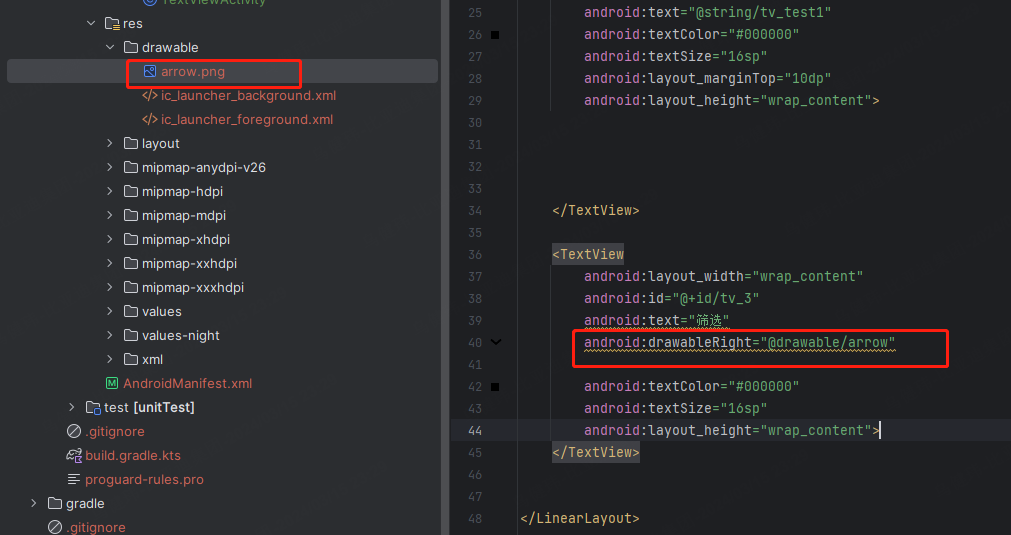 TextViewActivity
res
drawable
arrow.png
ic_launcher_background.xml
ic_launcher_foreground.xml
layout
mipmap-anydpi-v26
mipmap-hdpi
mipmap-mdpi
mipmap-xhdpi
mipmap-xxhdpi
mipmap-xxxhdpi
values
values-night
xml
AndroidManifest.xml
test [unitTest]
.gitignore
build.gradle.kts
proguard-rules.pro
gradle
.gitignore
25 android:text="@string/tv_test1"
26 android:textColor="#000000"
27 android:textSize="16sp"
28 android:layout_marginTop="10dp"
29 android:layout_height="wrap_content">
30
31
32
33
34 </TextView>
35
36 <TextView
37 android:layout_width="wrap_content"
38 android:id="@+id/tv_3"
39 android:text="筛选"
40 android:drawableRight="@drawable/arrow"
41
42 android:textColor="#000000"
43 android:textSize="16sp"
44 android:layout_height="wrap_content">
45 </TextView>
46
47
48 </LinearLayout>